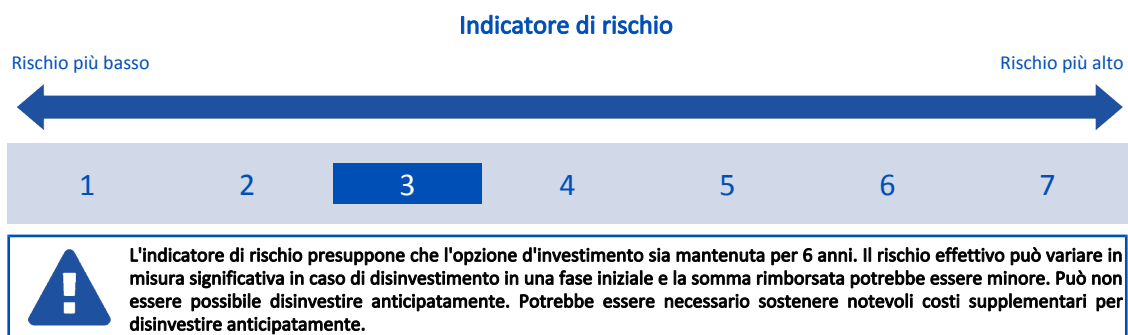 Indicatore di rischio
Rischio più basso
Rischio più alto
1 2 3 4 5 6 7
L'indicatore di rischio presuppone che l'opzione d'investimento sia mantenuta per 6 anni. Il rischio effettivo può variare in
misura significativa in caso di disinvestimento in una fase iniziale e la somma rimborsata potrebbe essere minore. Può non
essere possibile disinvestire anticipatamente. Potrebbe essere necessario sostenere notevoli costi supplementari per
disinvestire anticipatamente.